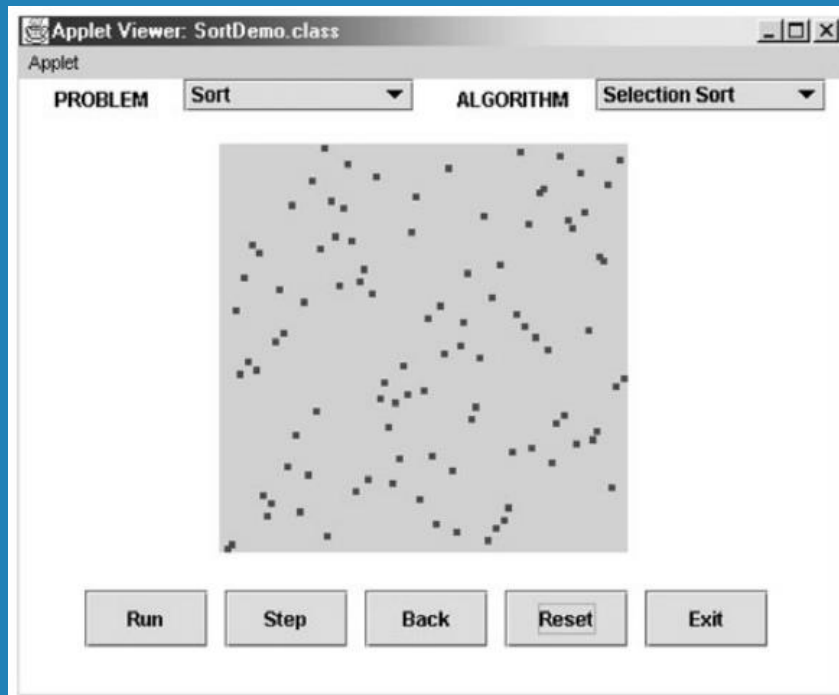 Applet Viewer: SortDemo.class
Applet
PROBLEM Sort ALGORITHM Selection Sort
Run Step Back Reset Exit